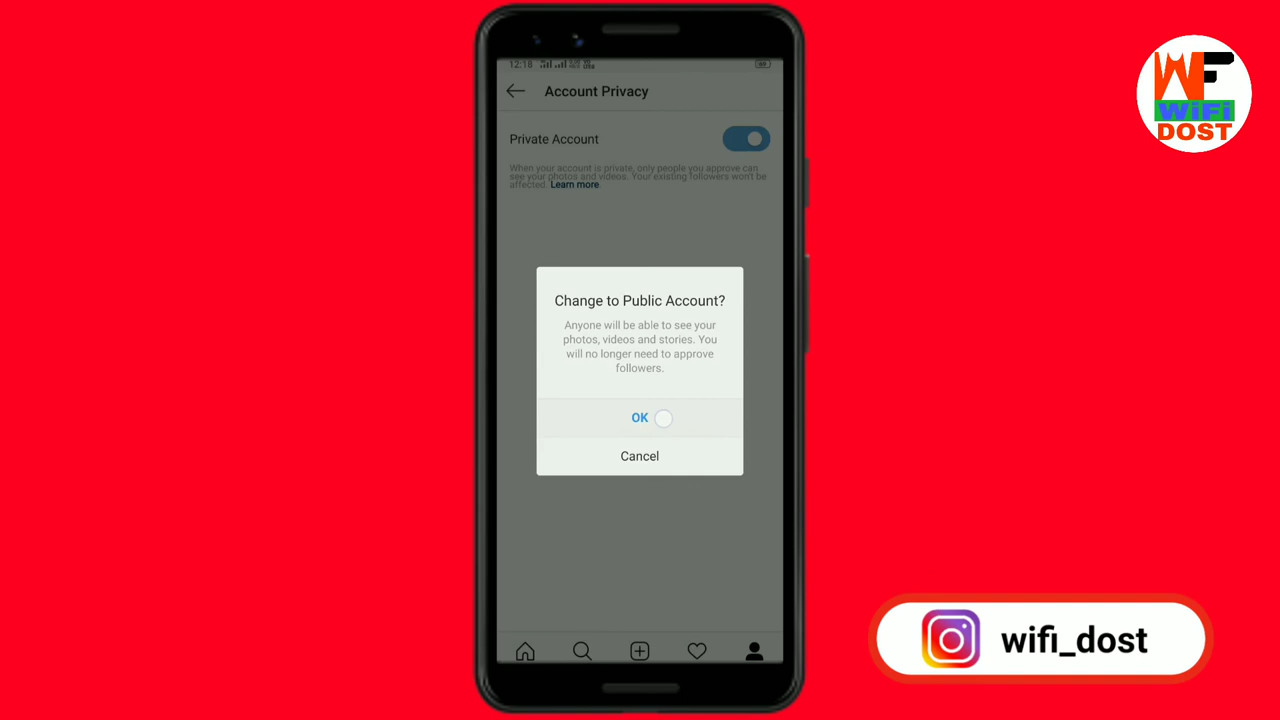 12:18
69
Account Privacy
Private Account
When your account is private, only people you approve can
see your photos and videos. Your existing followers won't be
affected. Learn more.
Change to Public Account?
Anyone will be able to see your
photos, videos and stories. You
will no longer need to approve
followers.
OK
Cancel
WF
WiFi
DOST
wifi_dost